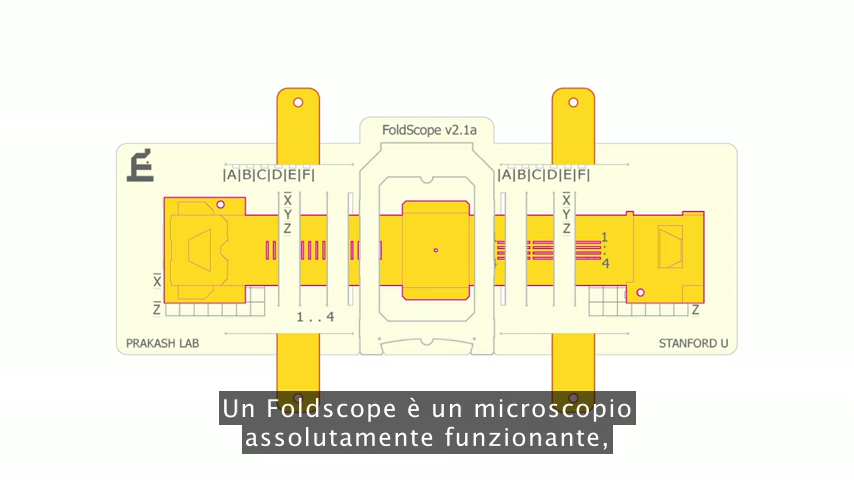 FoldScope v2.1a
|A|B|C|D|E|F|
|A|B|C|D|E|F|
X
Y
Z
X
Y
Z
1
:
4
X
Z
1 . . 4
Z
PRAKASH LAB
STANFORD U
Un Foldscope è un microscopio
assolutamente funzionante,